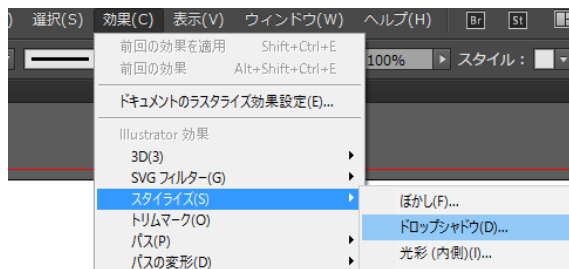 ) 選択(S) 効果(C) 表示(V) ウィンドウ(W) ヘルプ(H) Br St
前回の効果を適用 Shift+Ctrl+E
前回の効果 Alt+Shift+Ctrl+E
100% スタイル :
ドキュメントのラスタライズ効果設定(E)...
Illustrator 効果
3D(3)
SVG フィルター(G)
スタイライズ(S)
トリムマーク(O)
パス(P)
パスの変形(D)
ぼかし(F)...
ドロップシャドウ(D)...
光彩 (内側)(I)...